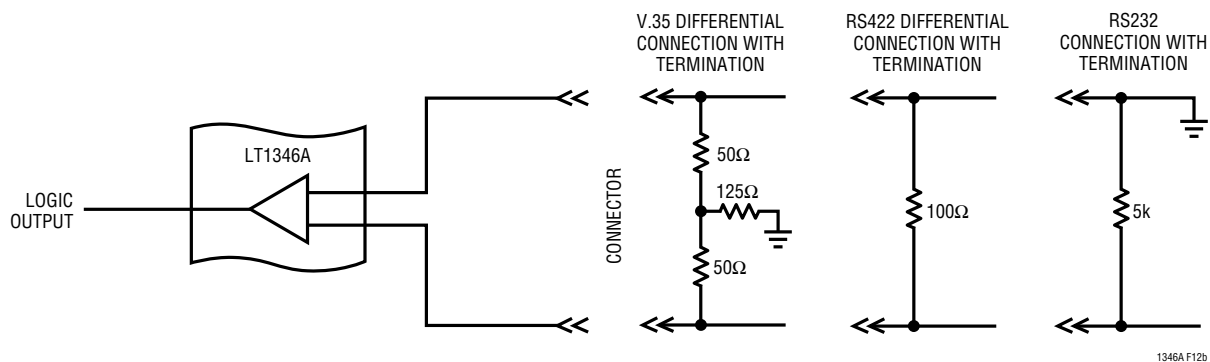 V.35 DIFFERENTIAL
CONNECTION WITH
TERMINATION
RS422 DIFFERENTIAL
CONNECTION WITH
TERMINATION
RS232
CONNECTION WITH
TERMINATION
LT1346A
LOGIC
OUTPUT
CONNECTOR
50Ω
125Ω
50Ω
100Ω
5k
1346A F12b